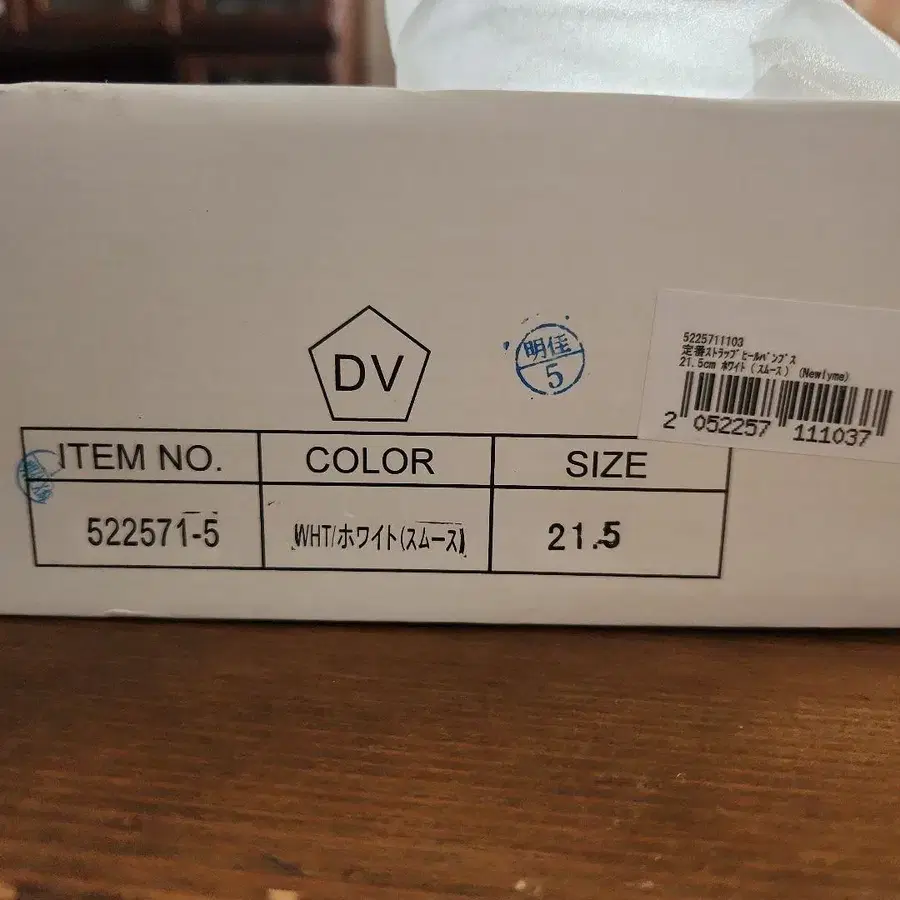 DV
明佳
5
5225711103
定番ストラップヒールパンプス
21.5cm ホワイト(スムース) (Newlyme)
2 052257 111037
ITEM NO. COLOR SIZE
522571-5 WHT/ホワイト(スムース) 21.5